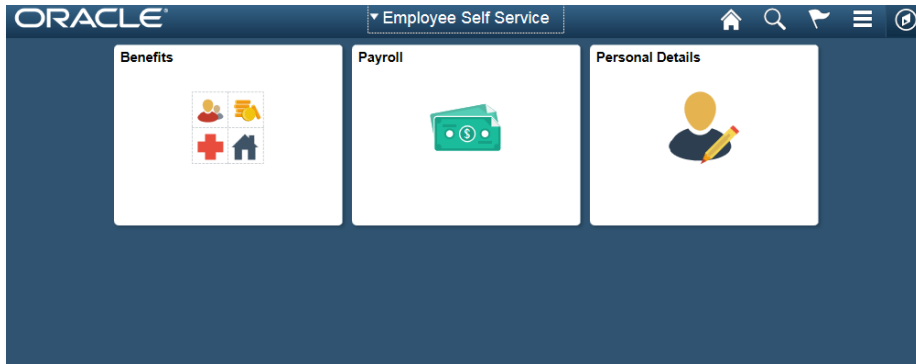 ORACLE®
Employee Self Service
Benefits
Payroll
Personal Details
$